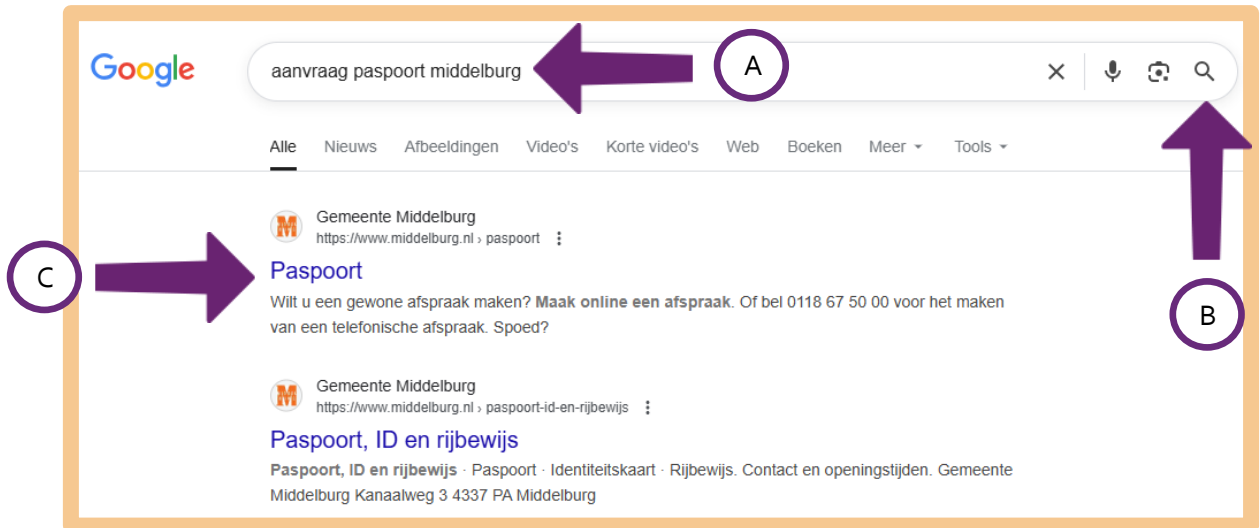 Google
aanvraag paspoort middelburg
A
Alle Nieuws Afbeeldingen Video's Korte video's Web Boeken Meer Tools
Gemeente Middelburg
https://www.middelburg.nl › paspoort
C
Paspoort
Wilt u een gewone afspraak maken? Maak online een afspraak. Of bel 0118 67 50 00 voor het maken
van een telefonische afspraak. Spoed?
B
Gemeente Middelburg
https://www.middelburg.nl › paspoort-id-en-rijbewijs
Paspoort, ID en rijbewijs
Paspoort, ID en rijbewijs · Paspoort · Identiteitskaart · Rijbewijs. Contact en openingstijden. Gemeente
Middelburg Kanaalweg 3 4337 PA Middelburg